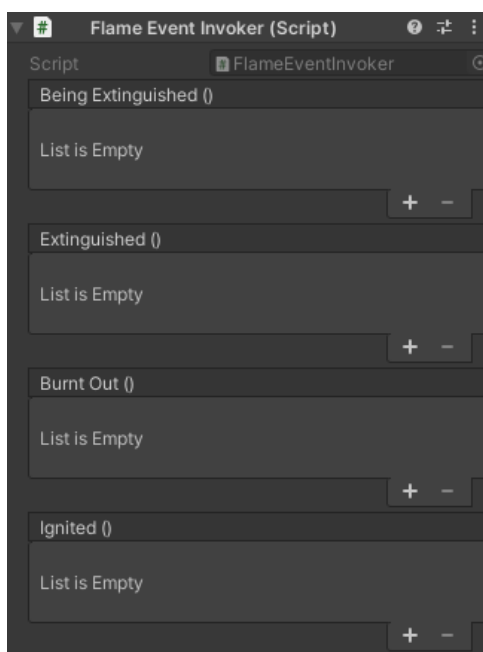 # Flame Event Invoker (Script)
Script # FlameEventInvoker
Being Extinguished ()
List is Empty
+ −
Extinguished ()
List is Empty
+ −
Burnt Out ()
List is Empty
+ −
Ignited ()
List is Empty
+ −